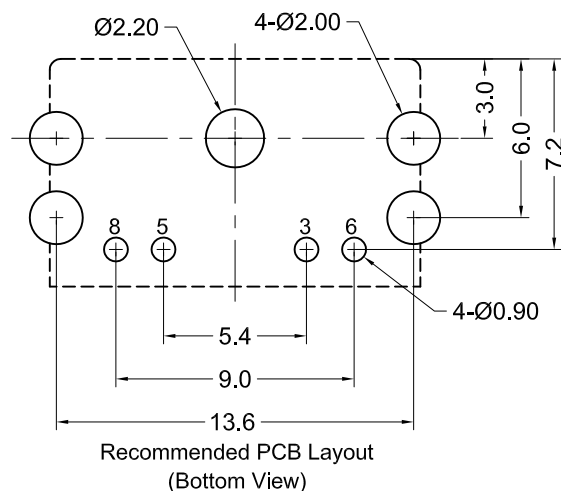 Ø2.20
4-Ø2.00
3.0
6.0
7.2
8
5
3
6
4-Ø0.90
5.4
9.0
13.6
Recommended PCB Layout
(Bottom View)